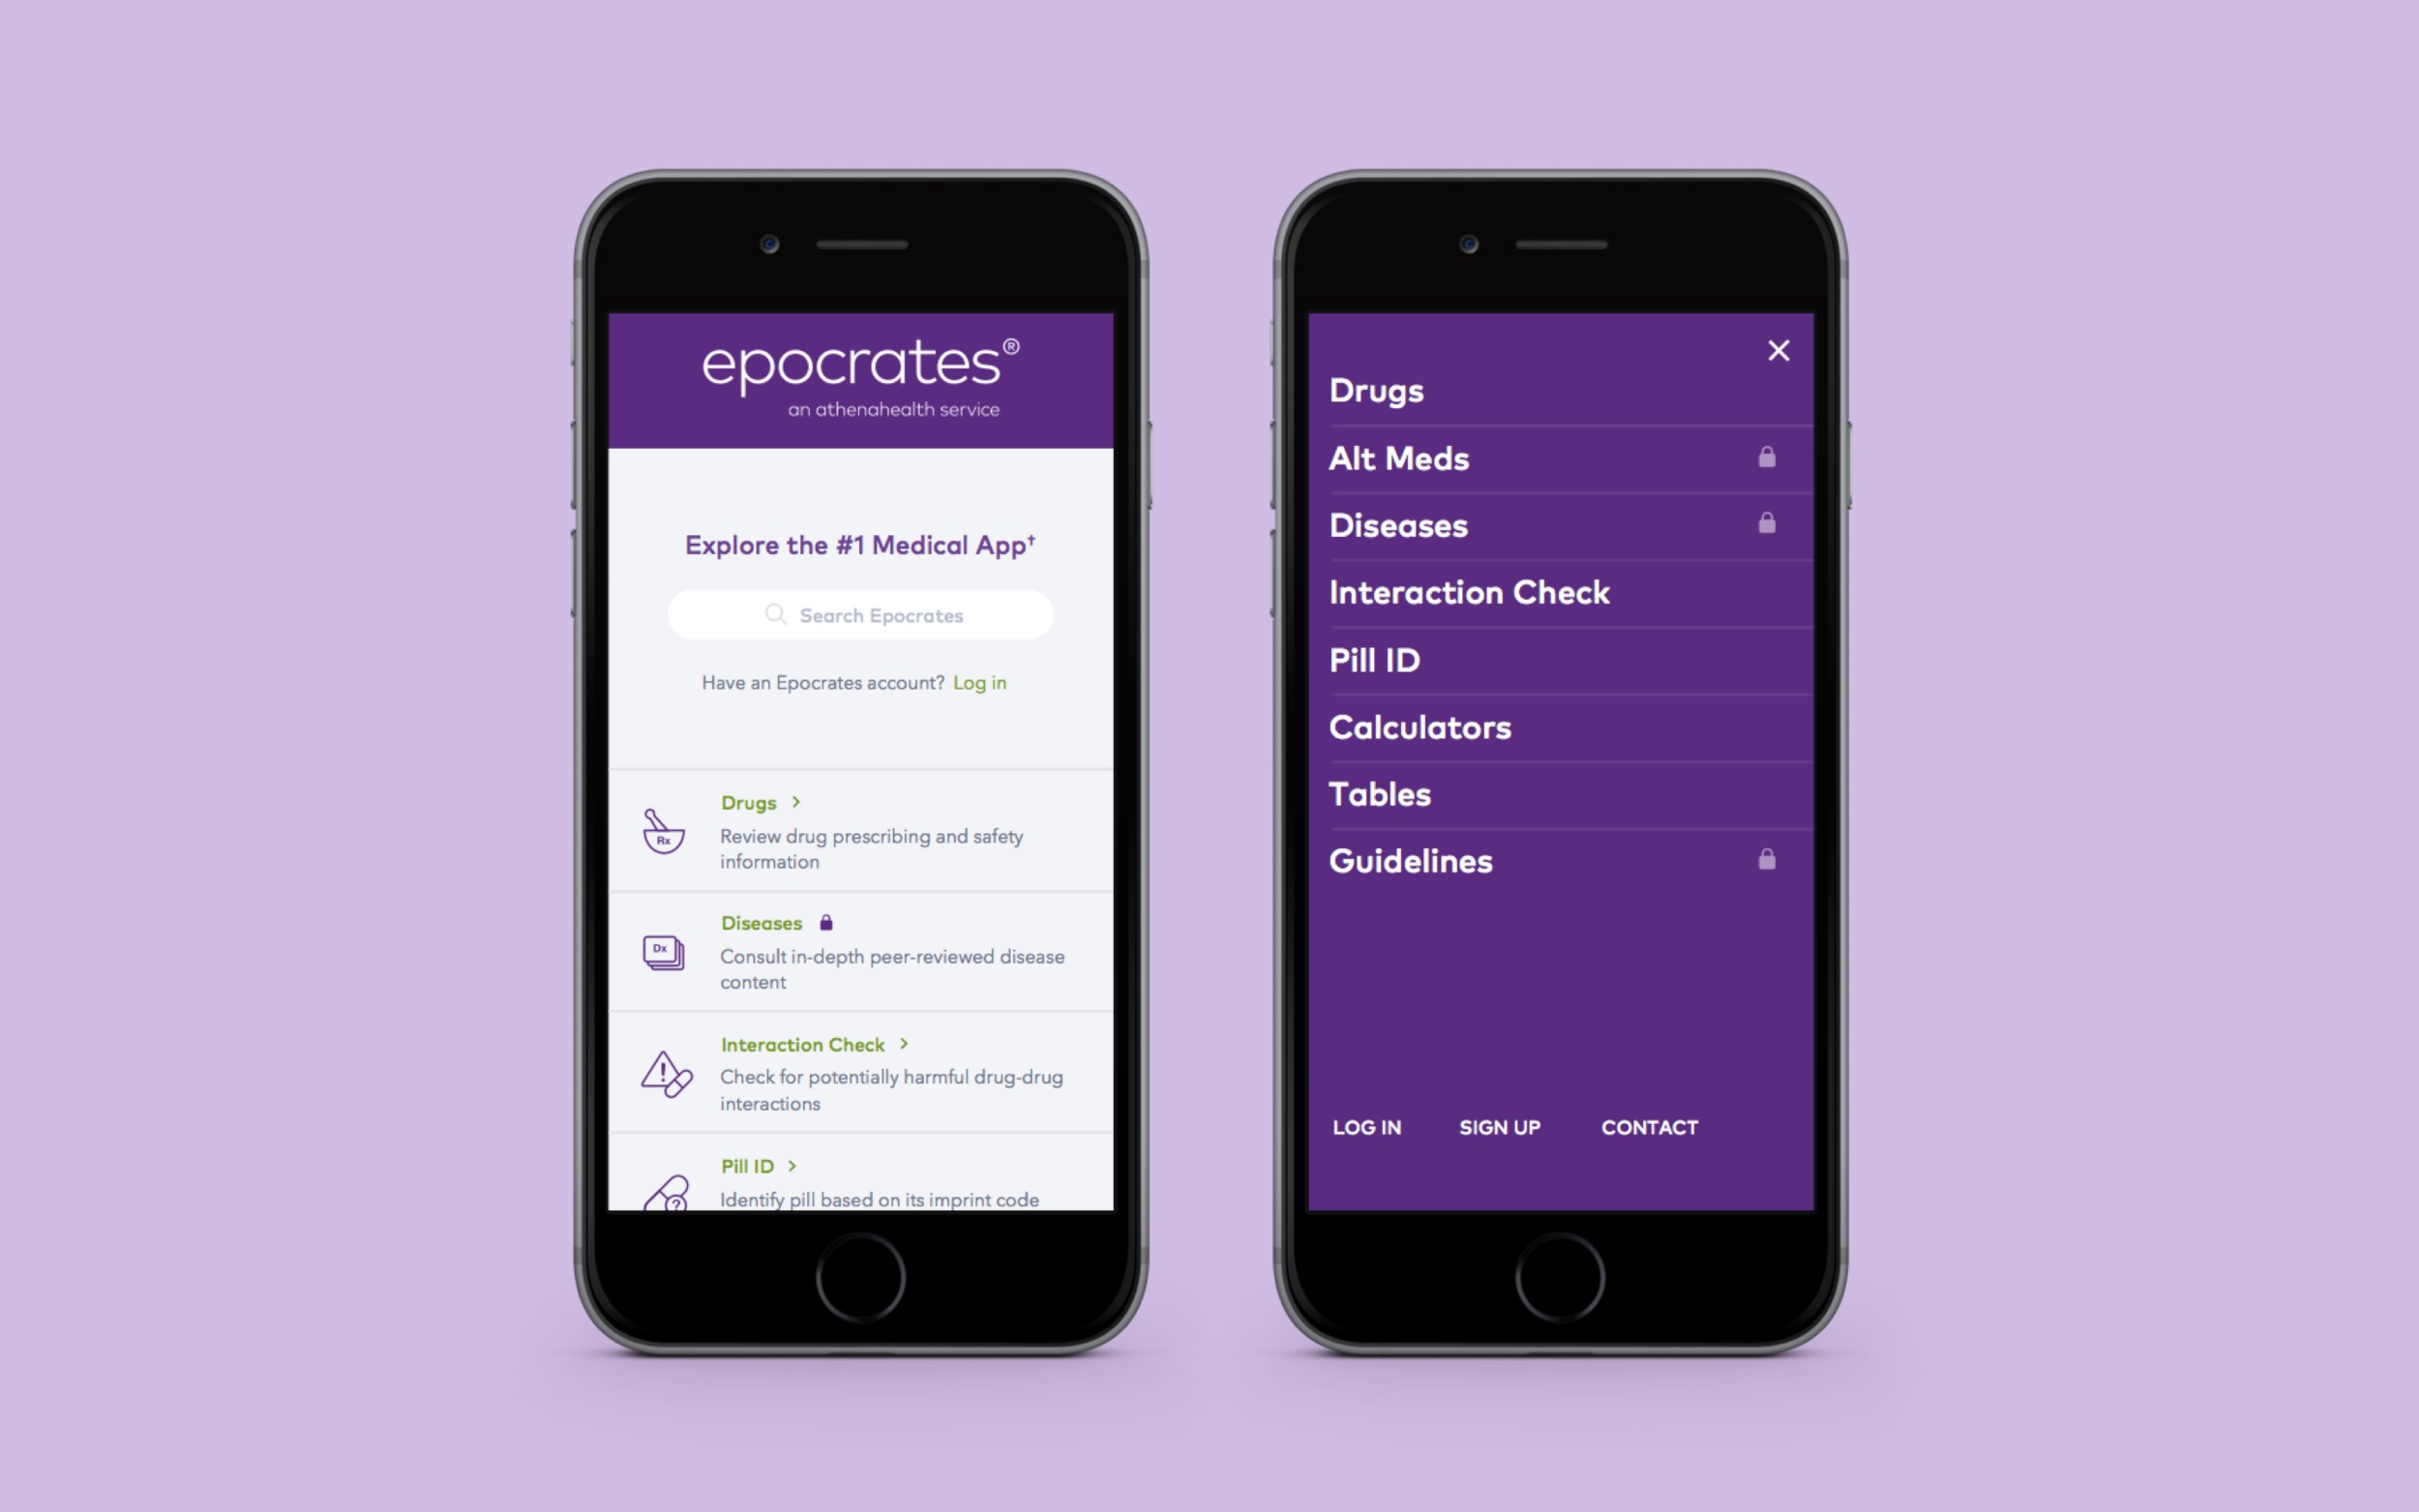 epocrates®
an athenahealth service
Explore the #1 Medical App†
Search Epocrates
Have an Epocrates account? Log in
Drugs >
Rx
Review drug prescribing and safety
information
Diseases
Dx
Consult in-depth peer-reviewed disease
content
Interaction Check >
!
Check for potentially harmful drug-drug
interactions
Pill ID >
?
Identify pill based on its imprint code
Drugs
Alt Meds
Diseases
Interaction Check
Pill ID
Calculators
Tables
Guidelines
LOG IN SIGN UP CONTACT